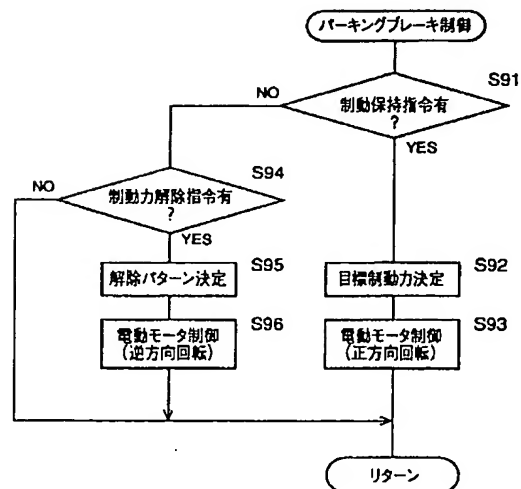 パーキングブレーキ制御
S91
制動保持指令有
?
NO
YES
S94
制動力解除指令有
?
NO
YES
S95
解除パターン決定
S92
目標制動力決定
S96
電動モータ制御
(逆方向回転)
S93
電動モータ制御
(正方向回転)
リターン